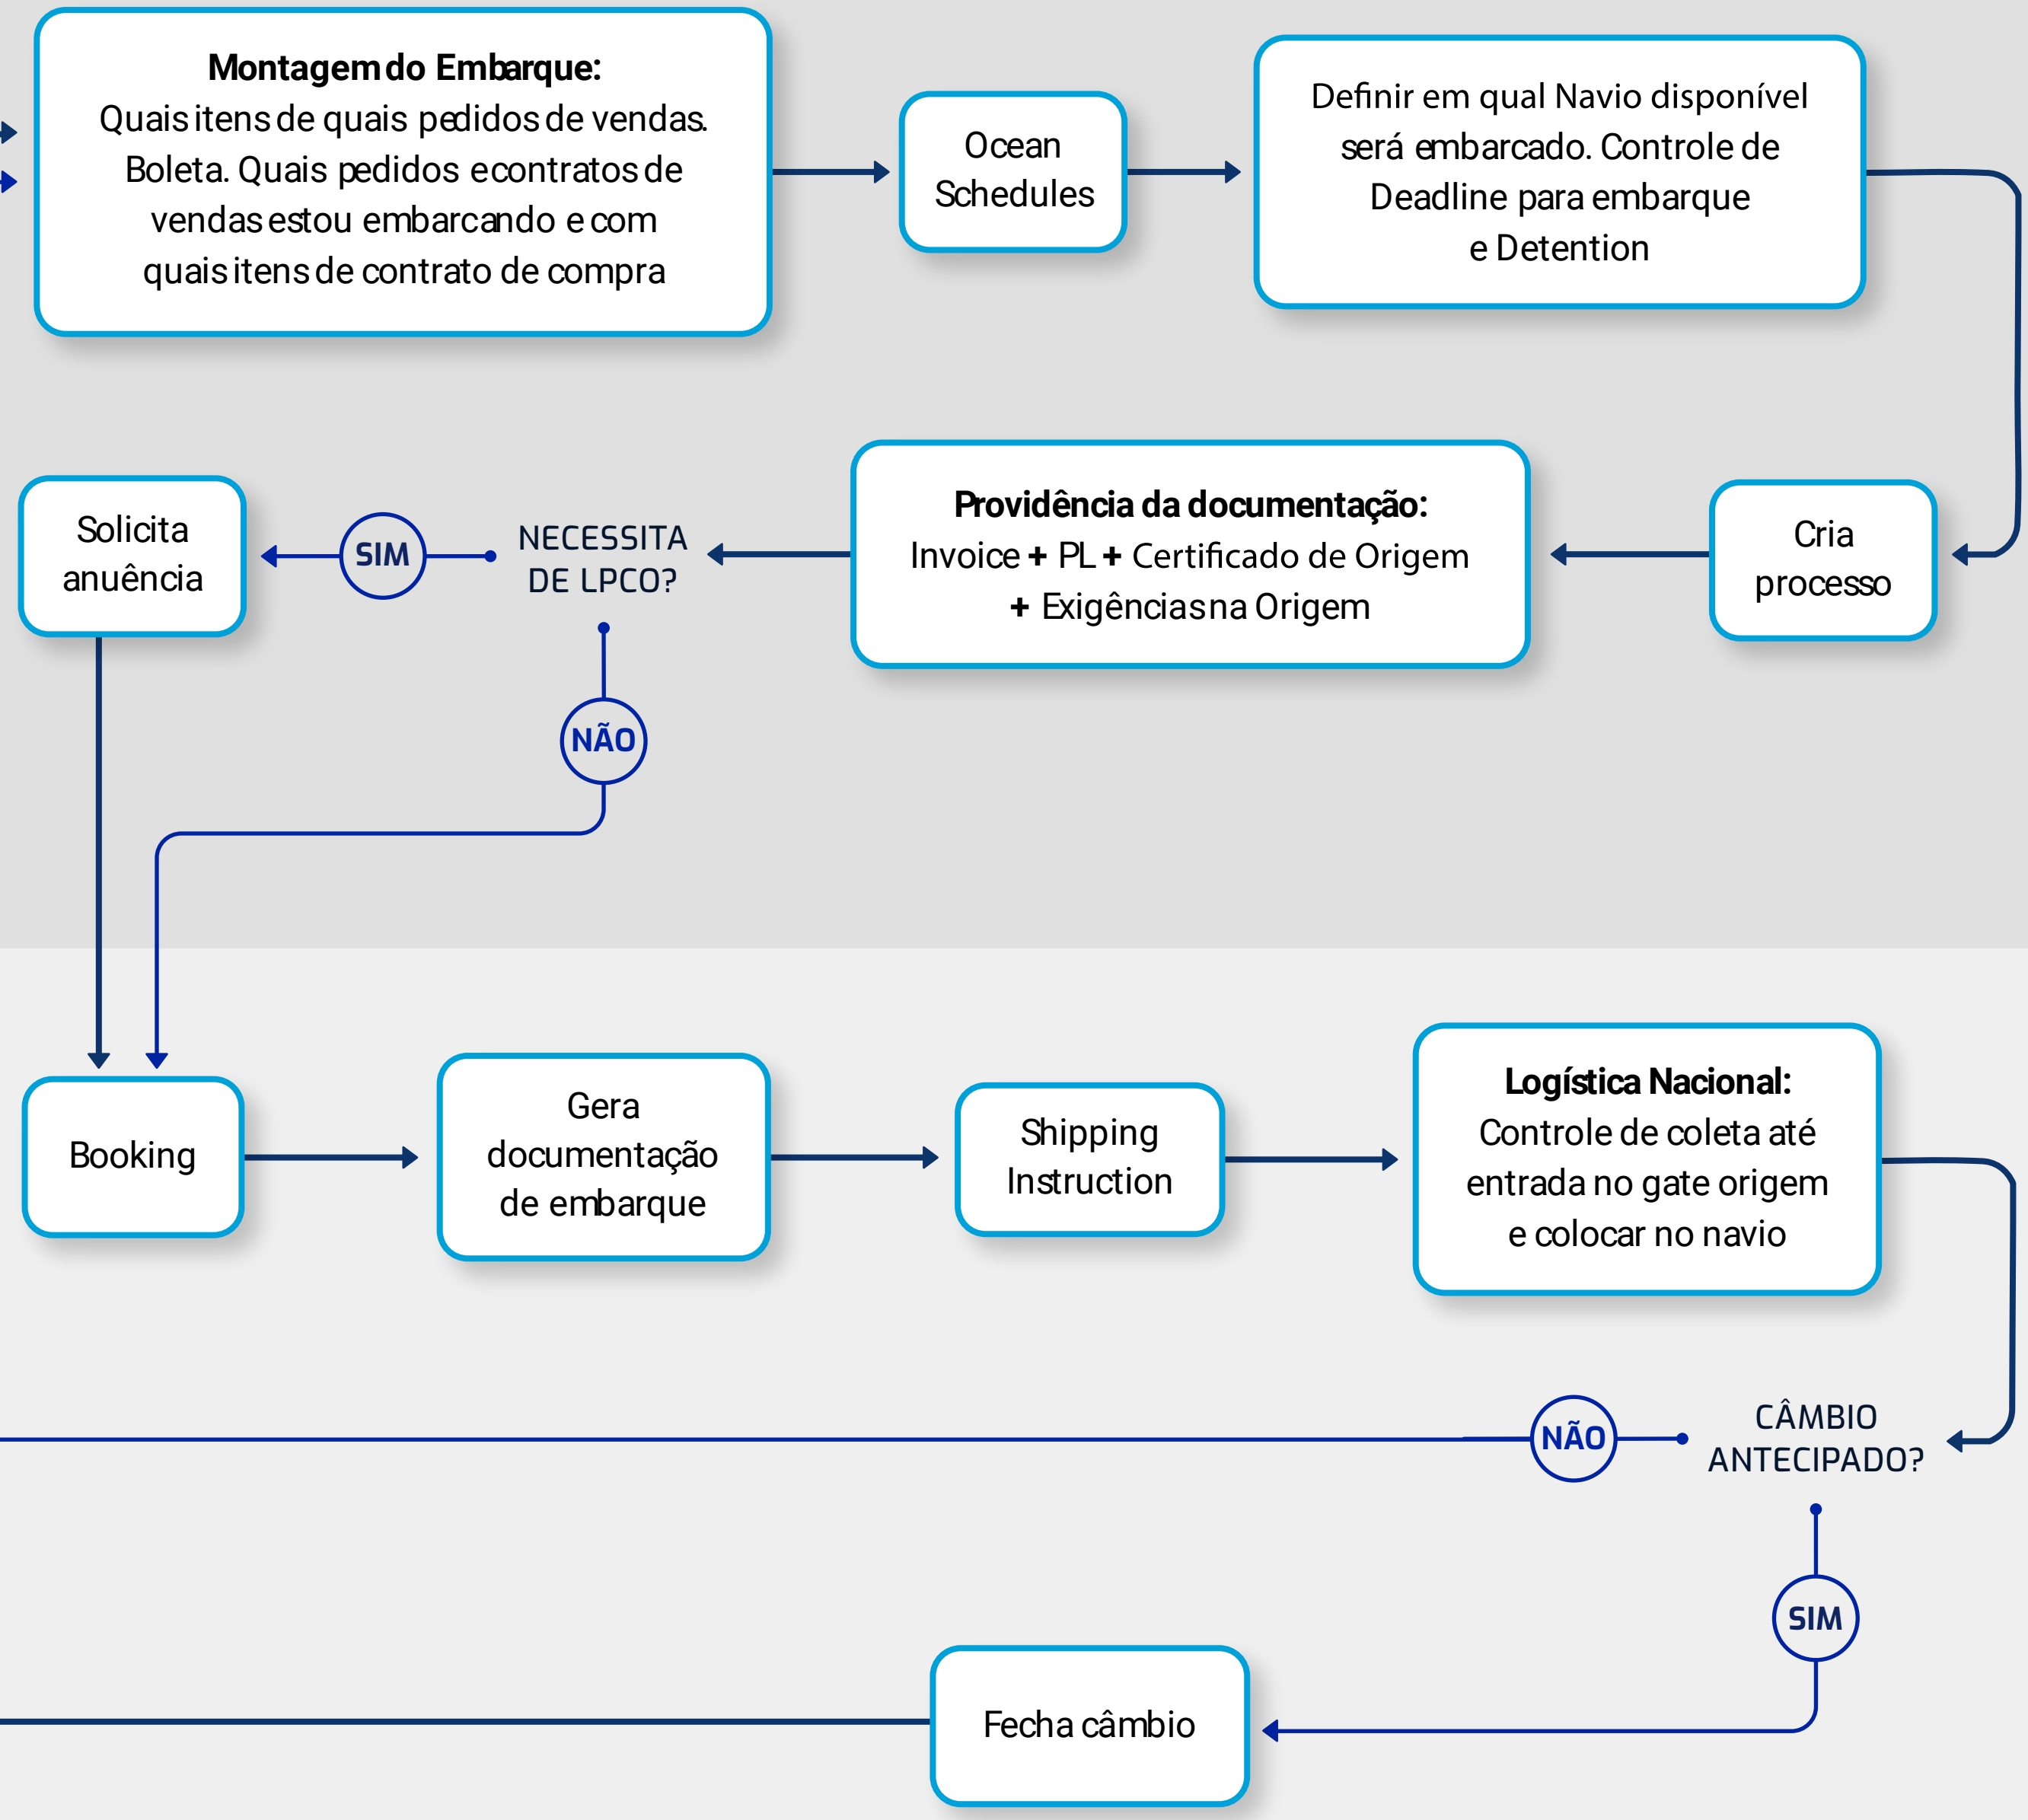 Montagem do Embarque:
Quais itens de quais pedidos de vendas.
Boleta. Quais pedidos e contratos de
vendas estou embarcando e com
quais itens de contrato de compra
Ocean
Schedules
Definir em qual Navio disponível
será embarcado. Controle de
Deadline para embarque
e Detention
Cria
processo
Providência da documentação:
Invoice + PL + Certificado de Origem
+ Exigências na Origem
NECESSITA
DE LPCO?
SIM
Solicita
anuência
NÃO
Booking
Gera
documentação
de embarque
Shipping
Instruction
Logística Nacional:
Controle de coleta até
entrada no gate origem
e colocar no navio
CÂMBIO
ANTECIPADO?
NÃO
SIM
Fecha câmbio